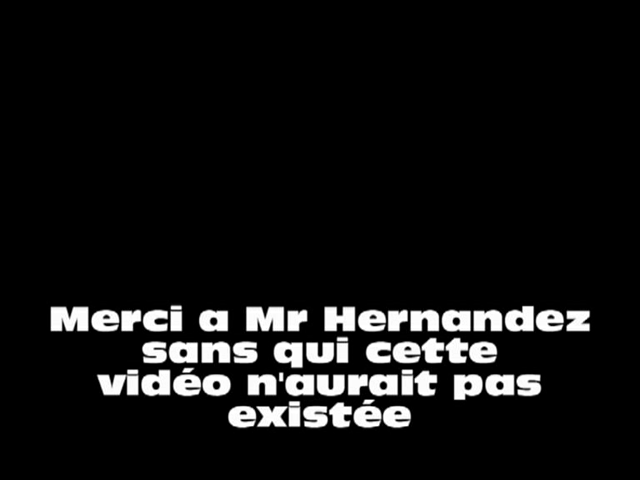 Merci a Mr Hernandez
sans qui cette
vidéo n'aurait pas
existée